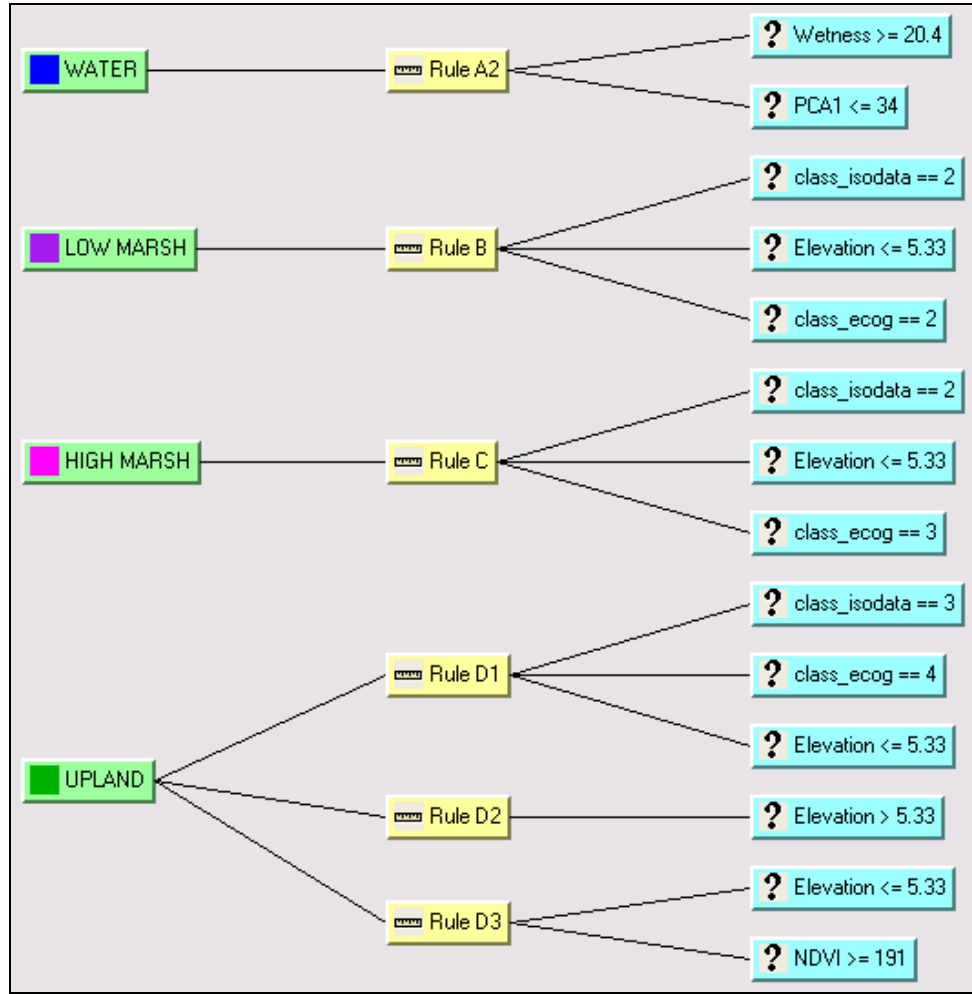 WATER
Rule A2
? Wetness >= 20.4
? PCA1 <= 34
LOW MARSH
Rule B
? class_isodata == 2
? Elevation <= 5.33
? class_ecog == 2
HIGH MARSH
Rule C
? class_isodata == 2
? Elevation <= 5.33
? class_ecog == 3
UPLAND
Rule D1
? class_isodata == 3
? class_ecog == 4
? Elevation <= 5.33
Rule D2
? Elevation > 5.33
Rule D3
? Elevation <= 5.33
? NDVI >= 191